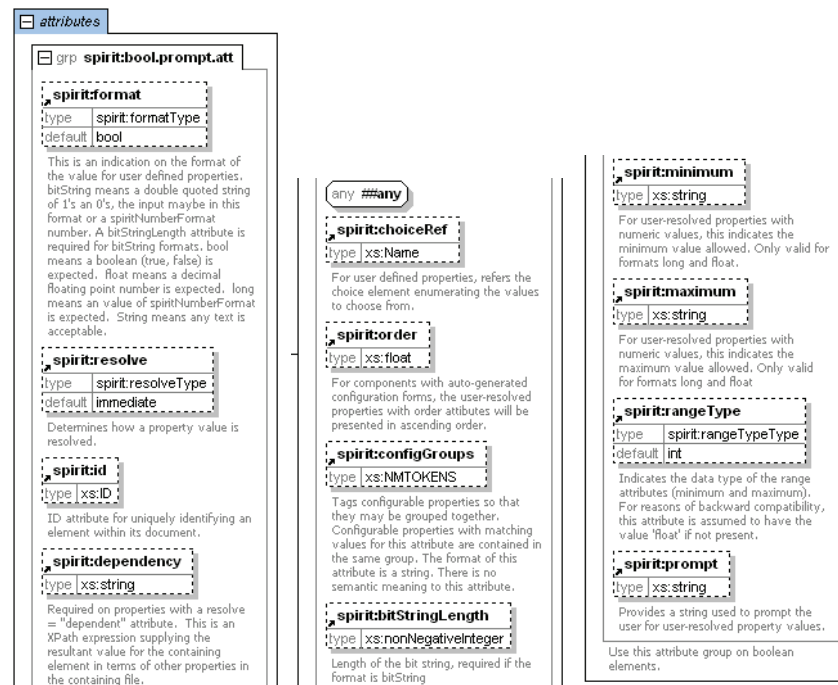 attributes
grp spirit:bool.prompt.att
spirit:format
type spirit:formatType
default bool
This is an indication on the format of
the value for user defined properties.
bitString means a double quoted string
of 1's an 0's, the input maybe in this
format or a spiritNumberFormat
number. A bitStringLength attribute is
required for bitString formats. bool
means a boolean (true, false) is
expected. float means a decimal
floating point number is expected. long
means an value of spiritNumberFormat
is expected. String means any text is
acceptable.
spirit:resolve
type spirit:resolveType
default immediate
Determines how a property value is
resolved.
spirit:id
type xs:ID
ID attribute for uniquely identifying an
element within its document.
spirit:dependency
type xs:string
Required on properties with a resolve
= "dependent" attribute. This is an
XPath expression supplying the
resultant value for the containing
element in terms of other properties in
the containing file.
any ##any
spirit:choiceRef
type xs:Name
For user defined properties, refers the
choice element enumerating the values
to choose from.
spirit:order
type xs:float
For components with auto-generated
configuration forms, the user-resolved
properties with order attibutes will be
presented in ascending order.
spirit:configGroups
type xs:NMTOKENS
Tags configurable properties so that
they may be grouped together.
Configurable properties with matching
values for this attribute are contained in
the same group. The format of this
attribute is a string. There is no
semantic meaning to this attribute.
spirit:bitStringLength
type xs:nonNegativeInteger
Length of the bit string, required if the
format is bitString
spirit:minimum
type xs:string
For user-resolved properties with
numeric values, this indicates the
minimum value allowed. Only valid for
formats long and float.
spirit:maximum
type xs:string
For user-resolved properties with
numeric values, this indicates the
maximum value allowed. Only valid
for formats long and float
spirit:rangeType
type spirit:rangeTypeType
default int
Indicates the data type of the range
attributes (minimum and maximum).
For reasons of backward compatibility,
this attribute is assumed to have the
value 'float' if not present.
spirit:prompt
type xs:string
Provides a string used to prompt the
user for user-resolved property values.
Use this attribute group on boolean
elements.